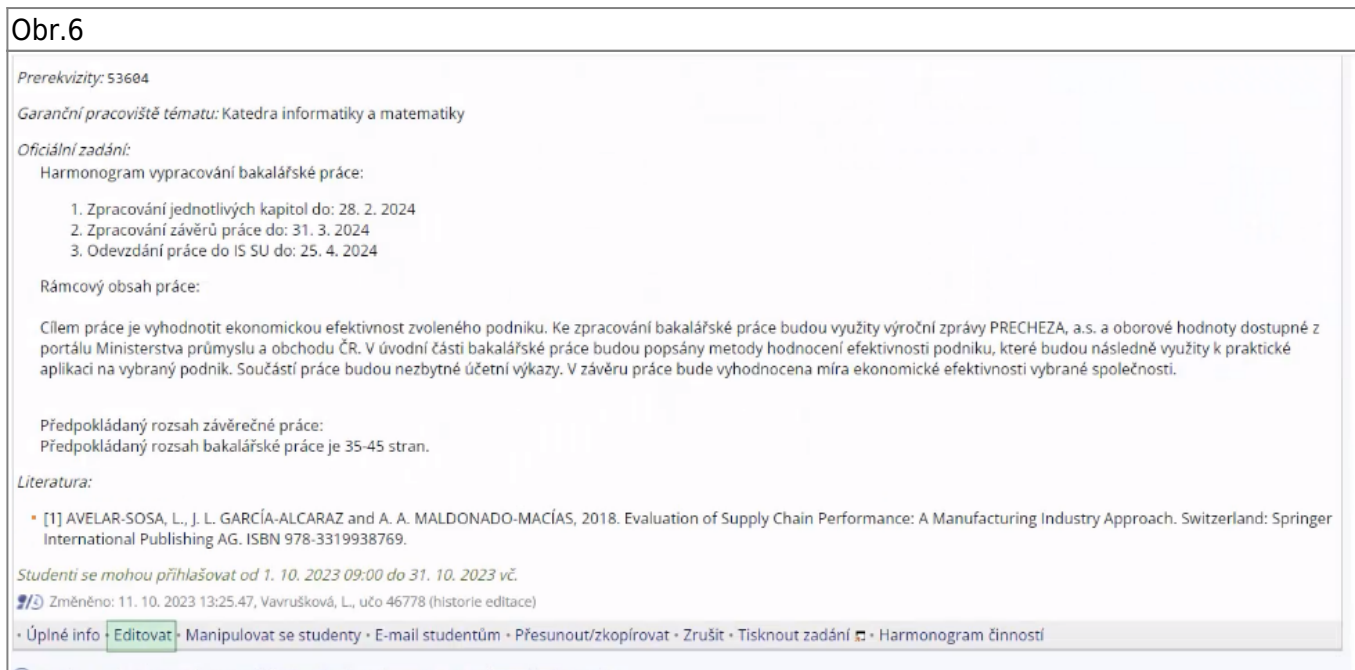 Obr.6
Prerekvizity: 53604
Garanční pracoviště tématu: Katedra informatiky a matematiky
Oficiální zadání:
Harmonogram vypracování bakalářské práce:
1. Zpracování jednotlivých kapitol do: 28. 2. 2024
2. Zpracování závěrů práce do: 31. 3. 2024
3. Odevzdání práce do IS SU do: 25. 4. 2024
Rámcový obsah práce:
Cílem práce je vyhodnotit ekonomickou efektivnost zvoleného podniku. Ke zpracování bakalářské práce budou využity výroční zprávy PRECHEZA, a.s. a oborové hodnoty dostupné z
portálu Ministerstva průmyslu a obchodu ČR. V úvodní části bakalářské práce budou popsány metody hodnocení efektivnosti podniku, které budou následně využity k praktické
aplikaci na vybraný podnik. Součástí práce budou nezbytné účetní výkazy. V závěru práce bude vyhodnocena míra ekonomické efektivnosti vybrané společnosti.
Předpokládaný rozsah závěrečné práce:
Předpokládaný rozsah bakalářské práce je 35-45 stran.
Literatura:
▪ [1] AVELAR-SOSA, L., J. L. GARCÍA-ALCARAZ and A. A. MALDONADO-MACÍAS, 2018. Evaluation of Supply Chain Performance: A Manufacturing Industry Approach. Switzerland: Springer
International Publishing AG. ISBN 978-3319938769.
Studenti se mohou přihlašovat od 1. 10. 2023 09:00 do 31. 10. 2023 vč.
Změněno: 11. 10. 2023 13:25.47, Vavrušková, L., učo 46778 (historie editace)
• Úplné info • Editovat • Manipulovat se studenty • E-mail studentům • Přesunout/zkopírovat • Zrušit • Tisknout zadání • Harmonogram činností